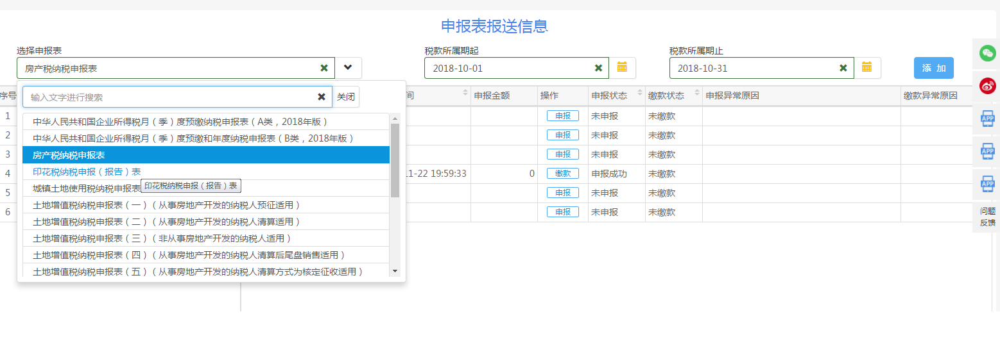 申报表报送信息
选择申报表
税款所属期起
税款所属期止
房产税纳税申报表
2018-10-01
2018-10-31
添 加
输入文字进行搜索
关闭
序号
间
申报金额
操作
申报状态
缴款状态
申报异常原因
缴款异常原因
中华人民共和国企业所得税月（季）度预缴纳税申报表（A类，2018年版）
中华人民共和国企业所得税月（季）度预缴和年度纳税申报表（B类，2018年版）
房产税纳税申报表
印花税纳税申报（报告）表
城镇土地使用税纳税申报表
印花税纳税申报（报告）表
土地增值税纳税申报表（一）（从事房地产开发的纳税人预征适用）
土地增值税纳税申报表（二）（从事房地产开发的纳税人清算适用）
土地增值税纳税申报表（三）（非从事房地产开发的纳税人适用）
土地增值税纳税申报表（四）（从事房地产开发的纳税人清算后尾盘销售适用）
土地增值税纳税申报表（五）（从事房地产开发的纳税人清算方式为核定征收适用）
1 申报 未申报 未缴款
2 申报 未申报 未缴款
3 申报 未申报 未缴款
4 11-22 19:59:33 0 缴款 申报成功 未缴款
5 申报 未申报 未缴款
6 申报 未申报 未缴款
APP
APP
APP
问题
反馈